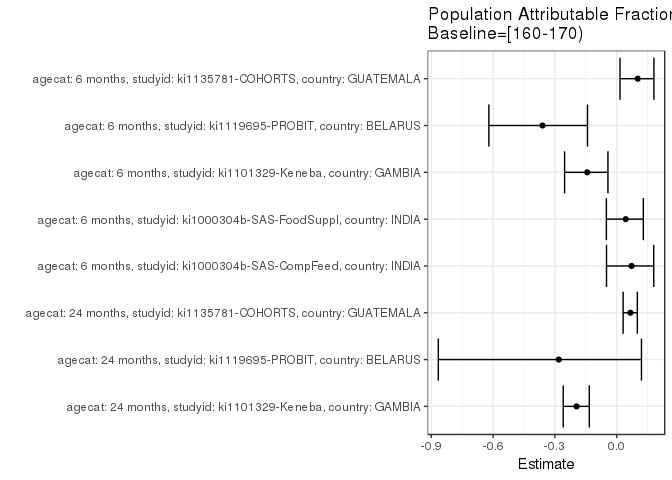 Population Attributable Fraction
Baseline=[160-170)
agecat: 6 months, studyid: ki1135781-COHORTS, country: GUATEMALA
agecat: 6 months, studyid: ki1119695-PROBIT, country: BELARUS
agecat: 6 months, studyid: ki1101329-Keneba, country: GAMBIA
agecat: 6 months, studyid: ki1000304b-SAS-FoodSuppl, country: INDIA
agecat: 6 months, studyid: ki1000304b-SAS-CompFeed, country: INDIA
agecat: 24 months, studyid: ki1135781-COHORTS, country: GUATEMALA
agecat: 24 months, studyid: ki1119695-PROBIT, country: BELARUS
agecat: 24 months, studyid: ki1101329-Keneba, country: GAMBIA
-0.9 -0.6 -0.3 0.0
Estimate